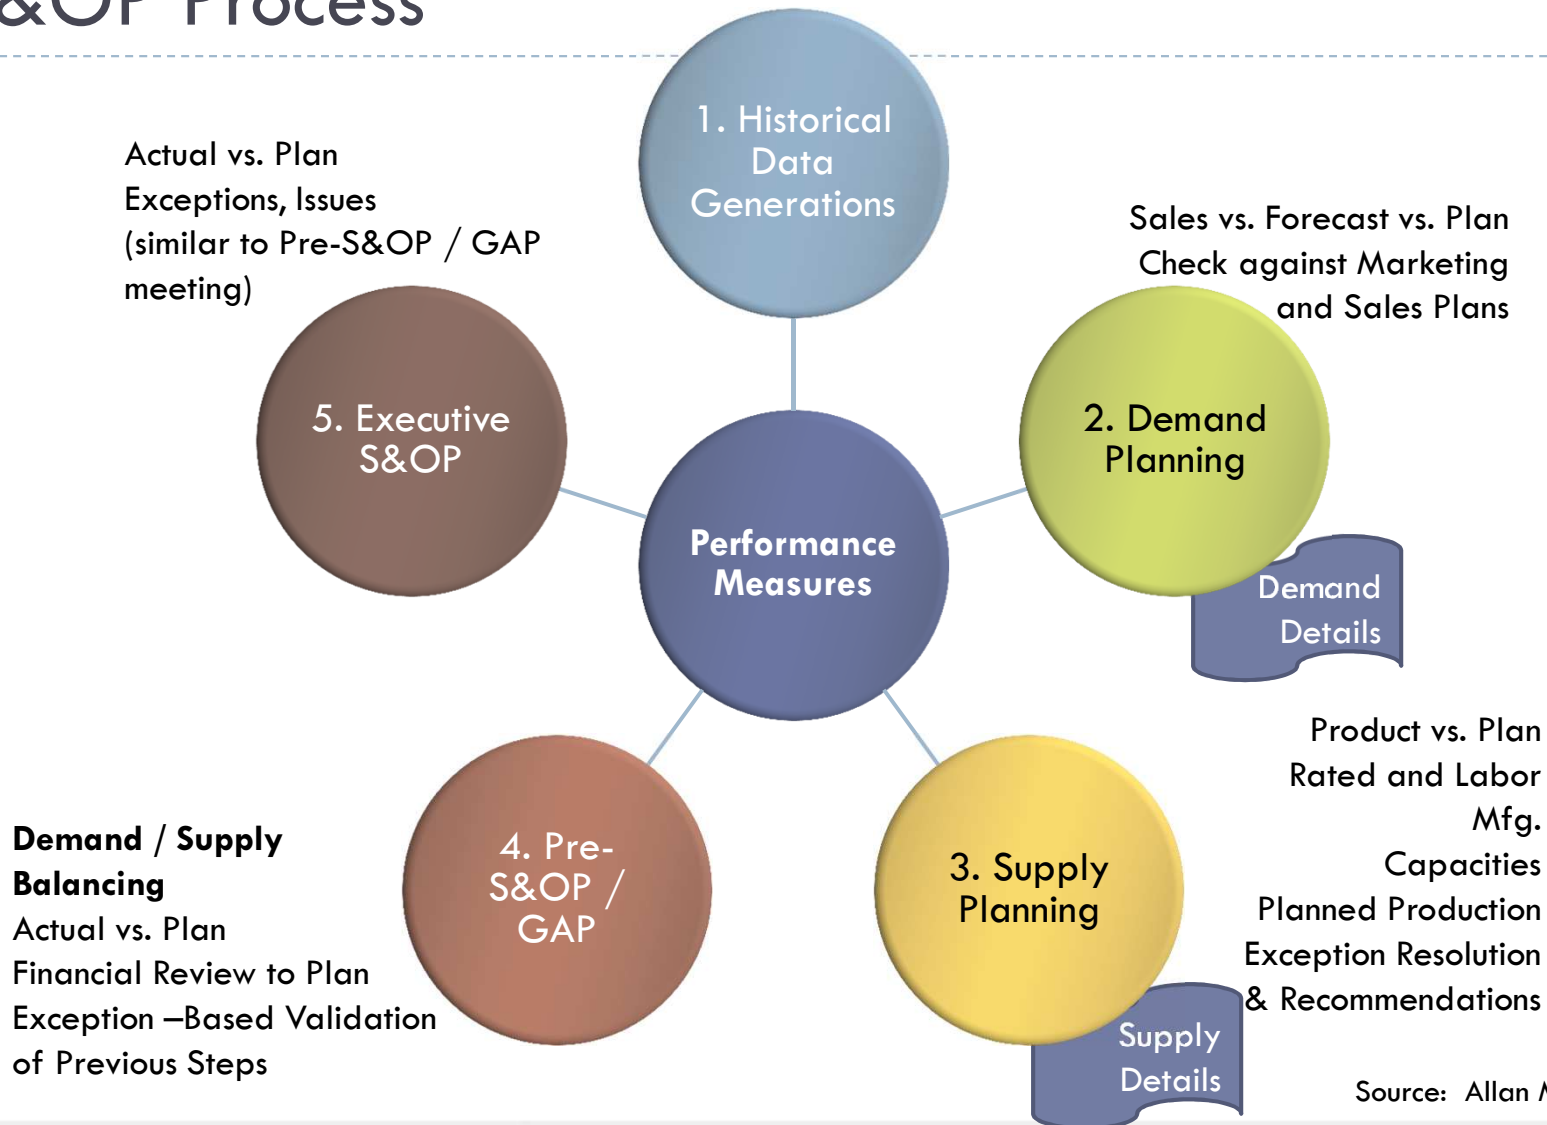 &OP Process
1. Historical
Data
Generations
Actual vs. Plan
Exceptions, Issues
(similar to Pre-S&OP / GAP
meeting)
Sales vs. Forecast vs. Plan
Check against Marketing
and Sales Plans
5. Executive
S&OP
2. Demand
Planning
Performance
Measures
Demand
Details
Product vs. Plan
Rated and Labor
Mfg.
Capacities
Planned Production
Exception Resolution
& Recommendations
3. Supply
Planning
Supply
Details
4. Pre-
S&OP /
GAP
Demand / Supply
Balancing
Actual vs. Plan
Financial Review to Plan
Exception –Based Validation
of Previous Steps
Source: Allan